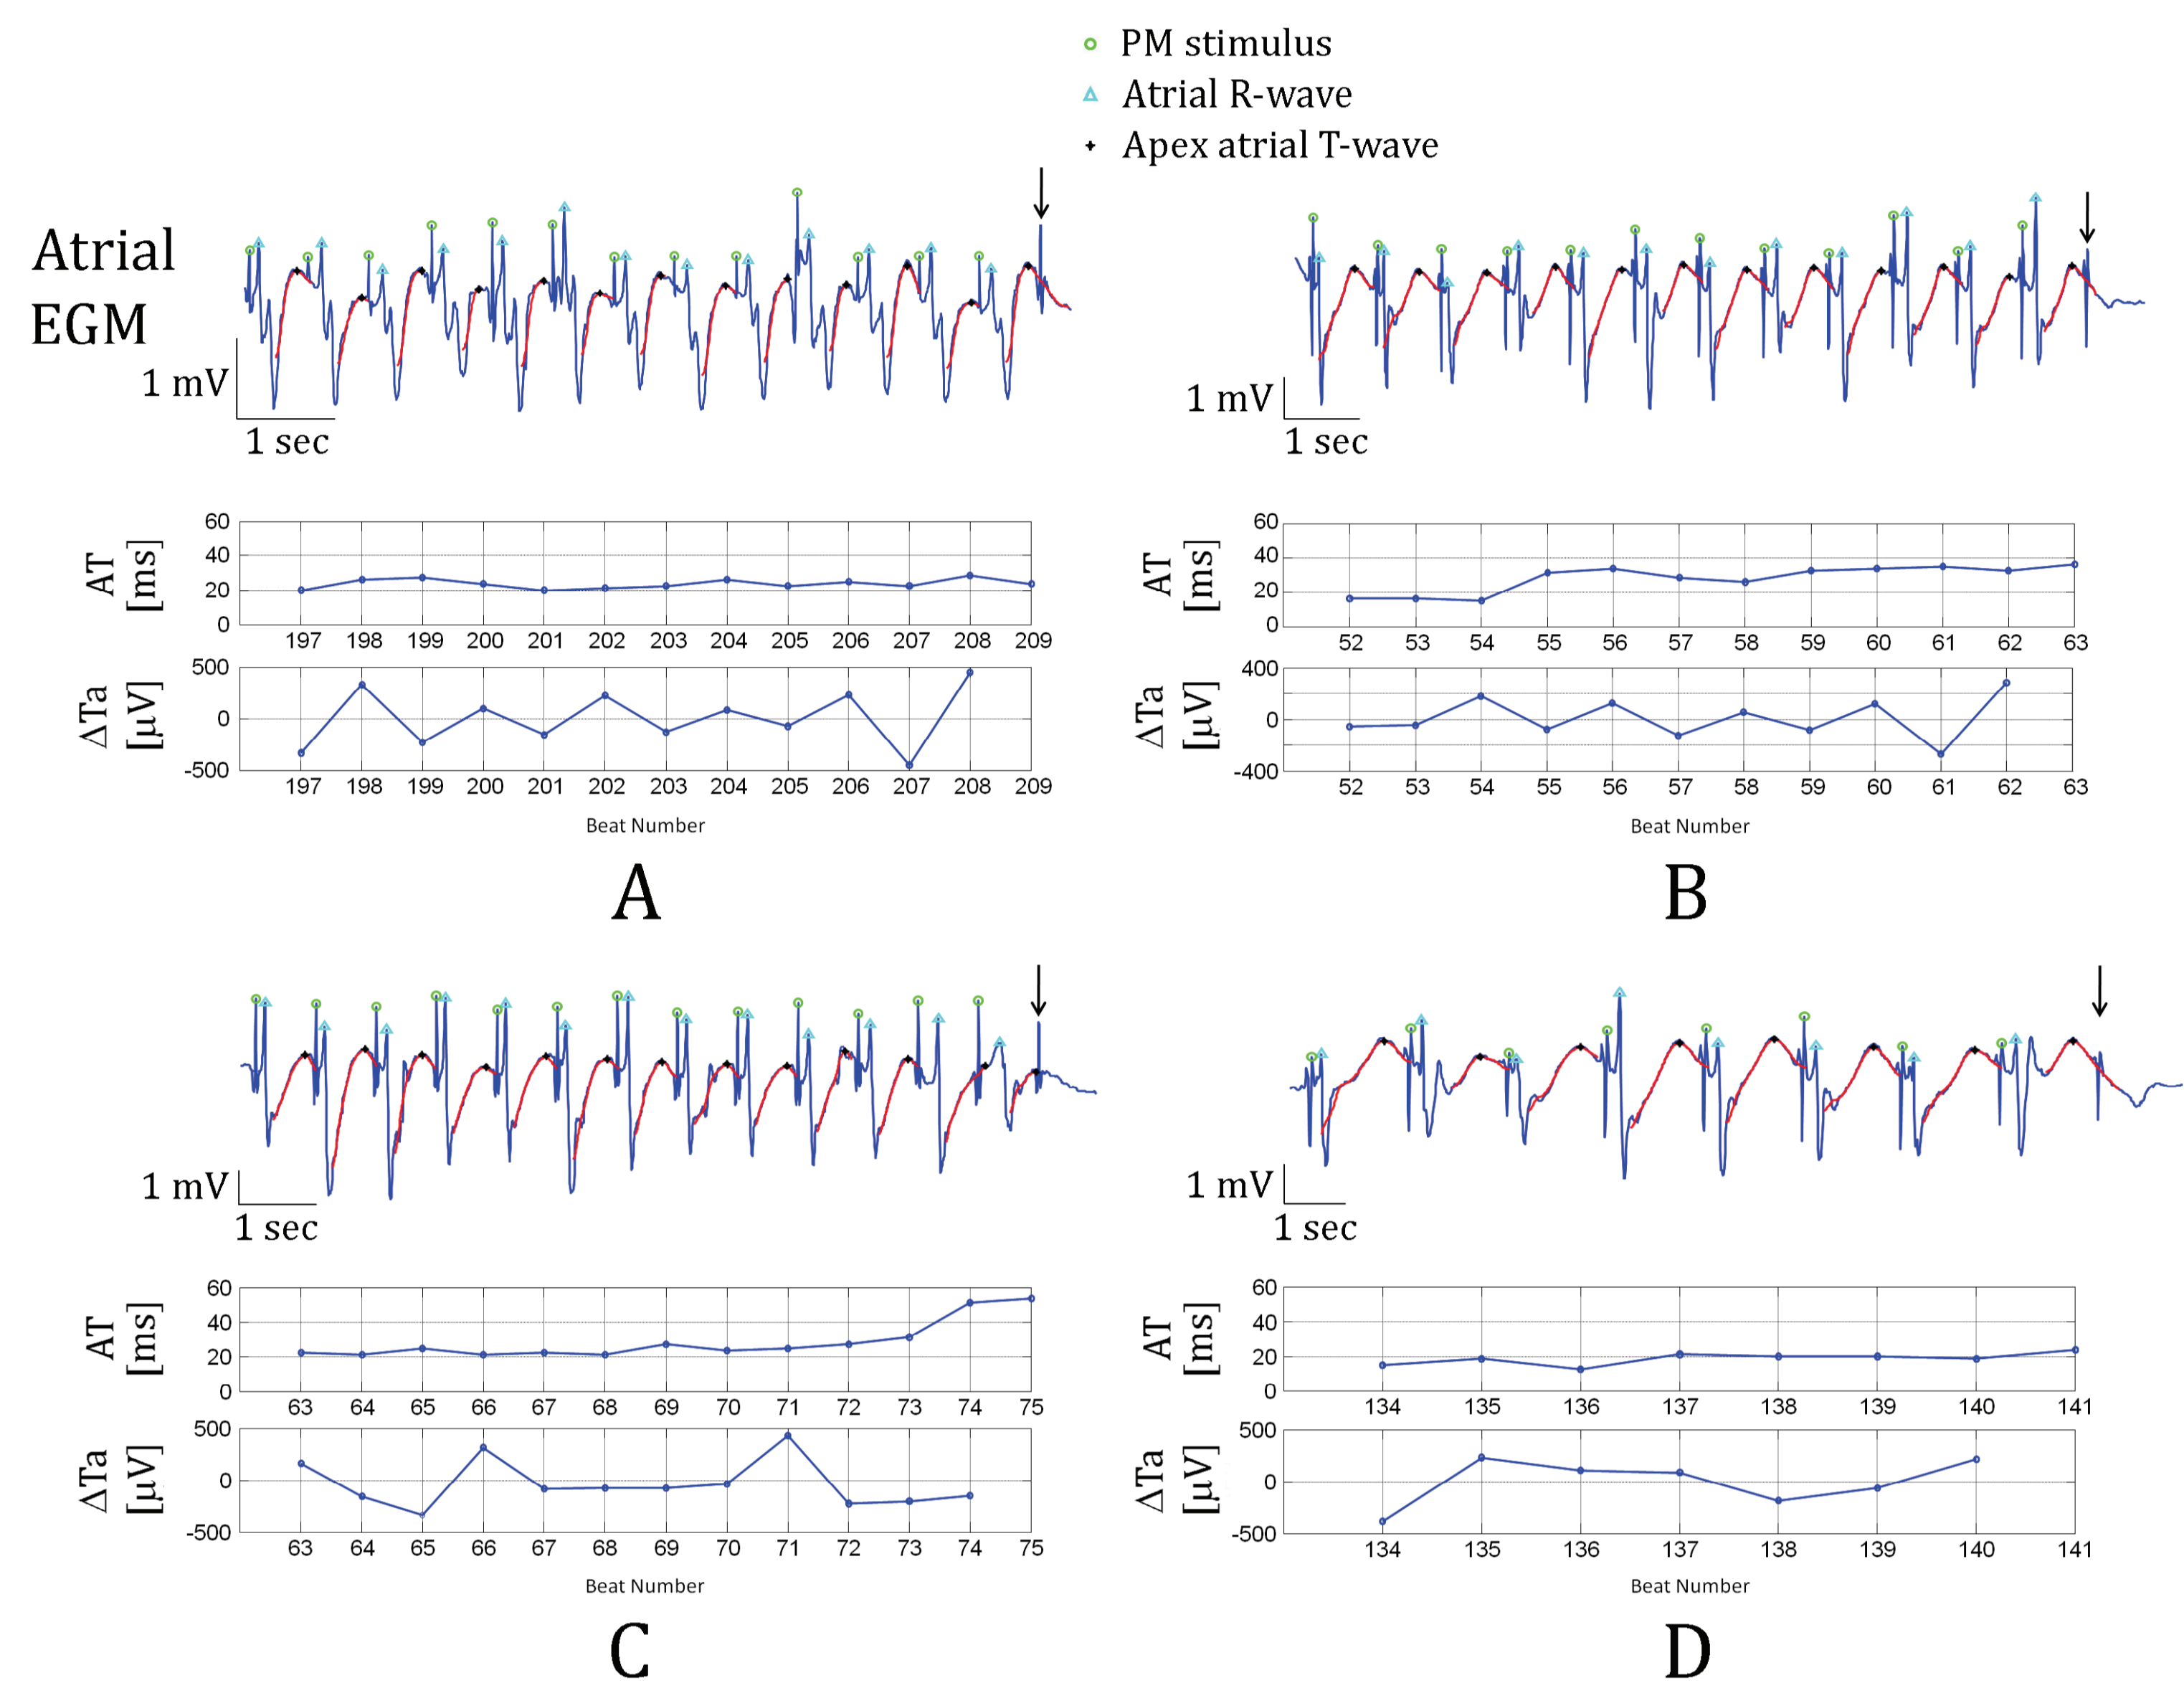 PM stimulus
Atrial R-wave
Apex atrial T-wave
Atrial
EGM
1 mV
1 sec
1 mV
1 sec
AT
[ms]
60
40
20
0
197 198 199 200 201 202 203 204 205 206 207 208 209
ΔTa
[µV]
500
0
-500
197 198 199 200 201 202 203 204 205 206 207 208 209
Beat Number
A
AT
[ms]
60
40
20
0
52 53 54 55 56 57 58 59 60 61 62 63
ΔTa
[µV]
400
0
-400
52 53 54 55 56 57 58 59 60 61 62 63
Beat Number
B
1 mV
1 sec
1 mV
1 sec
AT
[ms]
60
40
20
0
63 64 65 66 67 68 69 70 71 72 73 74 75
ΔTa
[µV]
500
0
-500
63 64 65 66 67 68 69 70 71 72 73 74 75
Beat Number
C
AT
[ms]
60
40
20
0
134 135 136 137 138 139 140 141
ΔTa
[µV]
500
0
-500
134 135 136 137 138 139 140 141
Beat Number
D